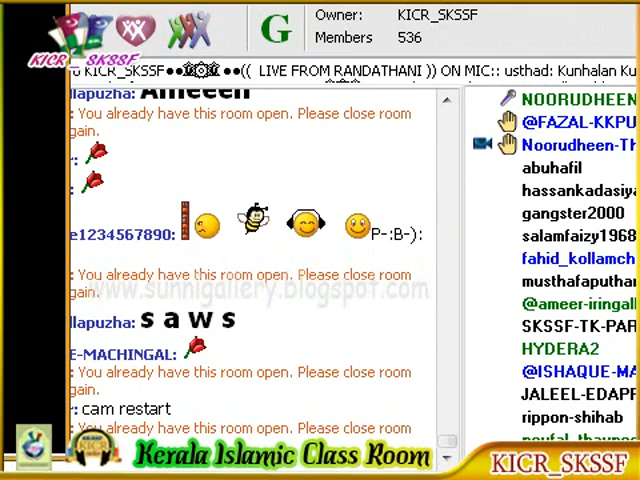 Owner: KICR_SKSSF
G
Members 536
KICR_SKSSF
KICR_SKSSF●● ●●(( LIVE FROM RANDATHANI )) ON MIC:: usthad: Kunhalan Ku
llapuzha: Ameeen
: You already have this room open. Please close room
gain.
e1234567890: P-:B-):
: You already have this room open. Please close room
gain.
www.sunnigallery.blogspot.com
llapuzha: s a w s
E-MACHINGAL:
: You already have this room open. Please close room
gain.
: cam restart
: You already have this room open. Please close room
gain.
NOORUDHEEN
@FAZAL-KKPU
Noorudheen-Th
abuhafil
hassankadasiya
gangster2000
salamfaizy1968
fahid_kollamch
musthafaputhan
@ameer-iringall
SKSSF-TK-PAR
HYDERA2
@ISHAQUE-MA
JALEEL-EDAPP
rippon-shihab
KICR
Kerala Islamic Class Room
KICR_SKSSF